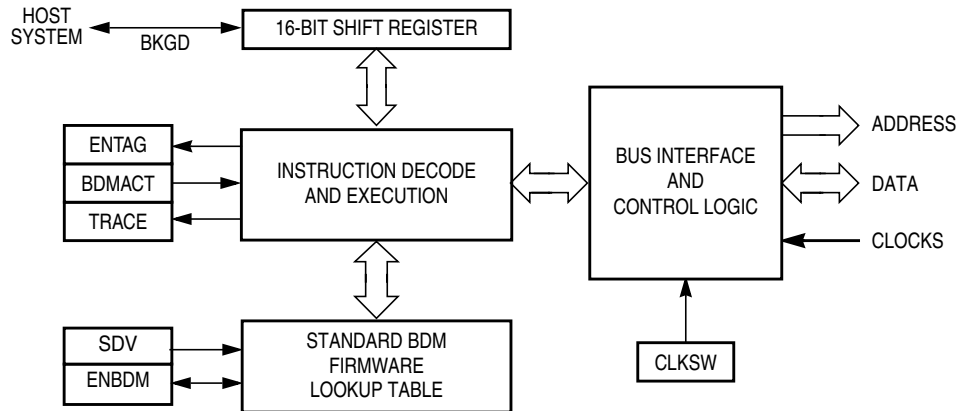 HOST
SYSTEM
BKGD
16-BIT SHIFT REGISTER
ENTAG
BDMACT
TRACE
INSTRUCTION DECODE
AND EXECUTION
BUS INTERFACE
AND
CONTROL LOGIC
ADDRESS
DATA
CLOCKS
SDV
ENBDM
STANDARD BDM
FIRMWARE
LOOKUP TABLE
CLKSW